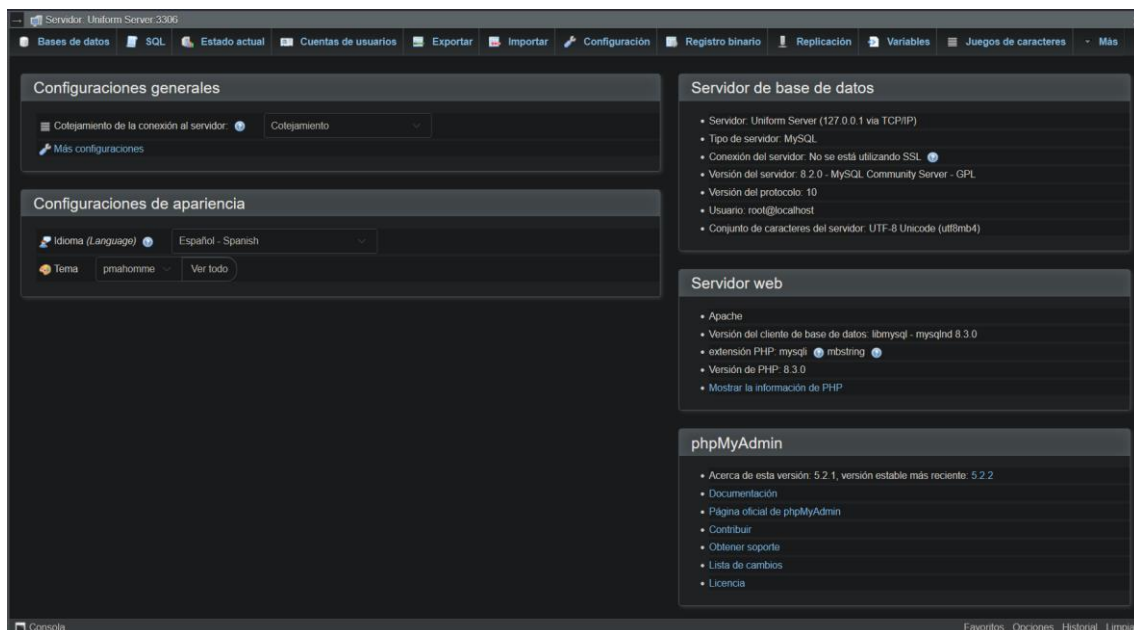 Servidor: Uniform Server:3306
Bases de datos SQL Estado actual Cuentas de usuarios Exportar Importar Configuración Registro binario Replicación Variables Juegos de caracteres Más
Configuraciones generales
Cotejamiento de la conexión al servidor: Cotejamiento
Más configuraciones
Configuraciones de apariencia
Idioma (Language) Español - Spanish
Tema pmahomme Ver todo
Servidor de base de datos
• Servidor: Uniform Server (127.0.0.1 via TCP/IP)
• Tipo de servidor: MySQL
• Conexión del servidor: No se está utilizando SSL
• Versión del servidor: 8.2.0 - MySQL Community Server - GPL
• Versión del protocolo: 10
• Usuario: root@localhost
• Conjunto de caracteres del servidor: UTF-8 Unicode (utf8mb4)
Servidor web
• Apache
• Versión del cliente de base de datos: libmysql - mysqlnd 8.3.0
• extensión PHP: mysqli mbstring
• Versión de PHP: 8.3.0
• Mostrar la información de PHP
phpMyAdmin
• Acerca de esta versión: 5.2.1, versión estable más reciente: 5.2.2
• Documentación
• Página oficial de phpMyAdmin
• Contribuir
• Obtener soporte
• Lista de cambios
• Licencia
Consola Favoritos Opciones Historial Limpia